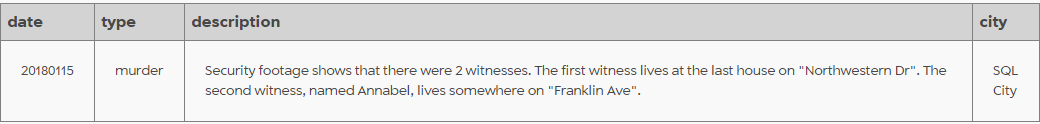 date type description city
20180115 murder Security footage shows that there were 2 witnesses. The first witness lives at the last house on "Northwestern Dr". The SQL
second witness, named Annabel, lives somewhere on "Franklin Ave". City